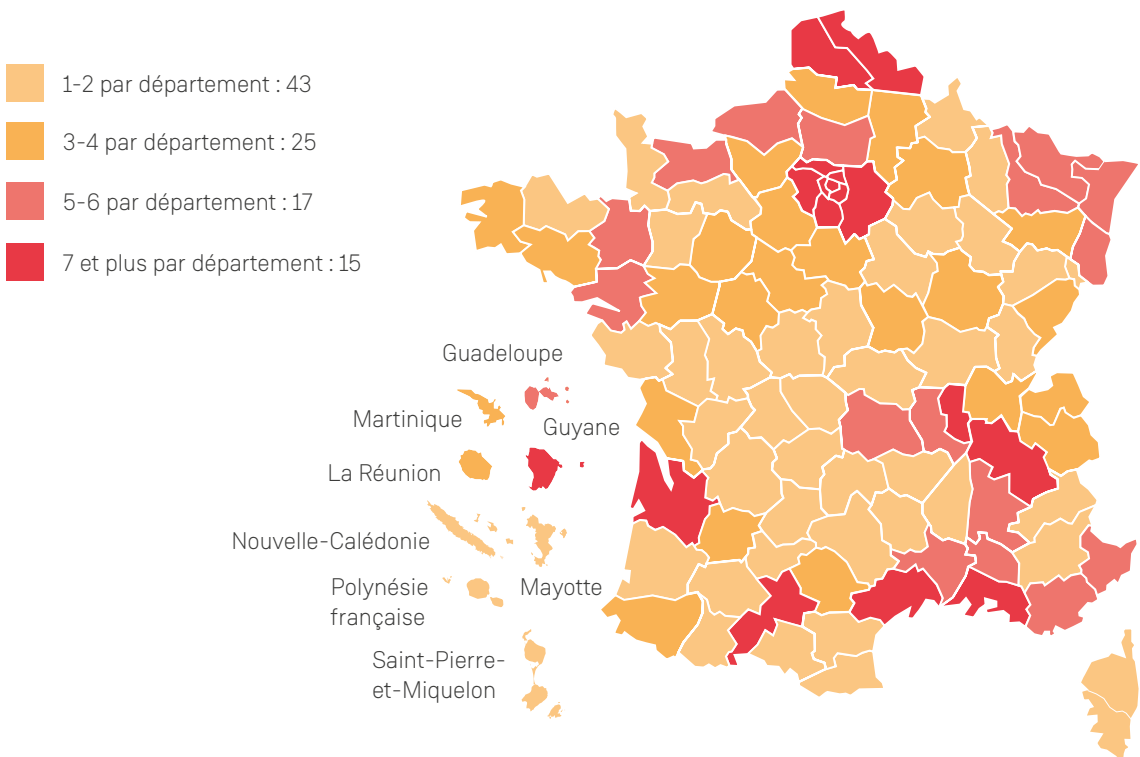 1-2 par département : 43
3-4 par département : 25
5-6 par département : 17
7 et plus par département : 15
Guadeloupe
Martinique
Guyane
La Réunion
Nouvelle-Calédonie
Polynésie
française
Mayotte
Saint-Pierre-
et-Miquelon